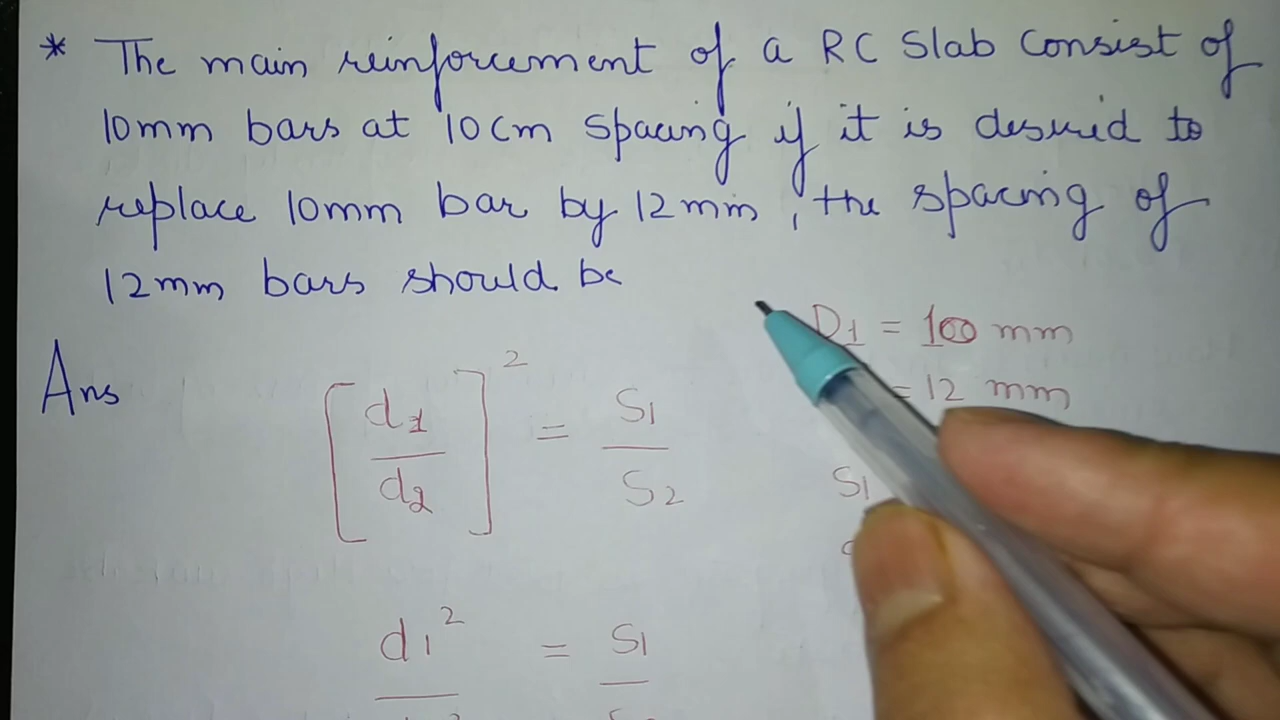 * The main reinforcement of a RC Slab Consist of
10mm bars at 10cm spacing if it is desired to
replace 10mm bar by 12mm, the spacing of
12mm bars should be
D1 = 100 mm
= 12 mm
Ans
[d1/d2]² = S1/S2
S1
d1² = S1